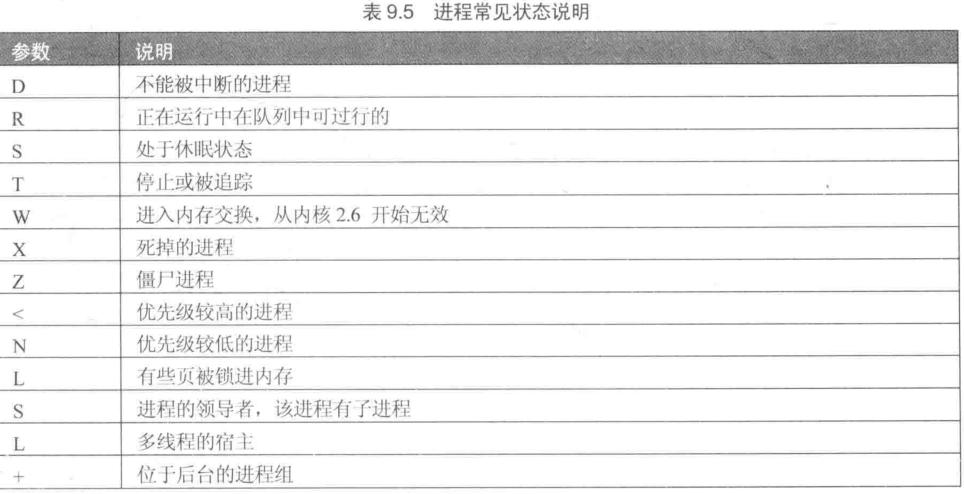 表 9.5 进程常见状态说明
参数 说明
D 不能被中断的进程
R 正在运行中在队列中可过行的
S 处于休眠状态
T 停止或被追踪
W 进入内存交换，从内核 2.6 开始无效
X 死掉的进程
Z 僵尸进程
< 优先级较高的进程
N 优先级较低的进程
L 有些页被锁进内存
S 进程的领导者，该进程有子进程
L 多线程的宿主
+ 位于后台的进程组